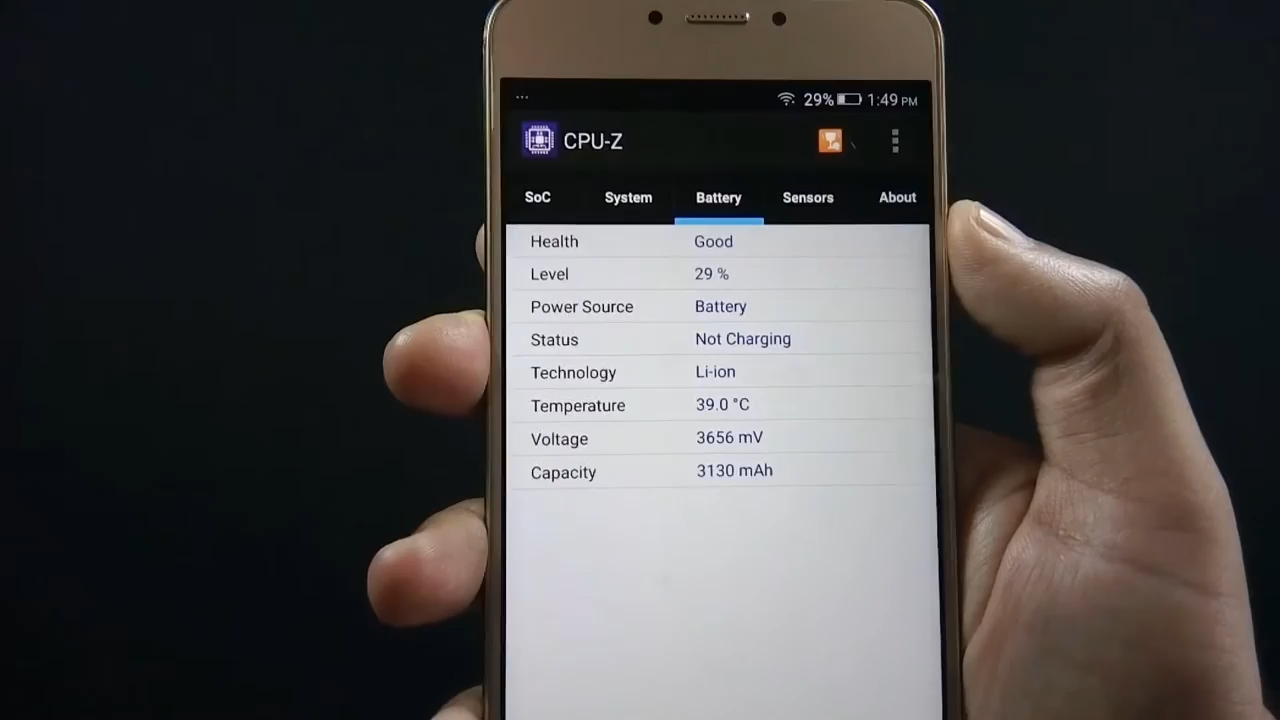 ... 29% 1:49 PM
CPU-Z
SoC System Battery Sensors About
Health Good
Level 29 %
Power Source Battery
Status Not Charging
Technology Li-ion
Temperature 39.0 °C
Voltage 3656 mV
Capacity 3130 mAh